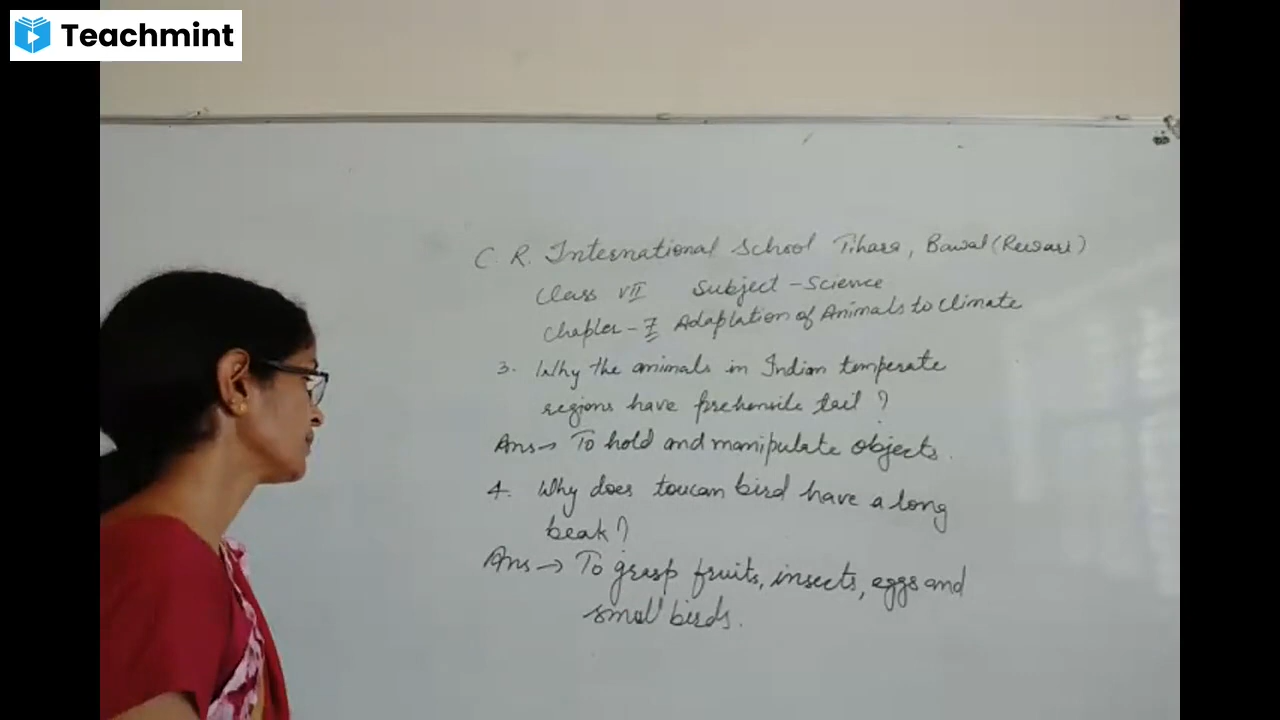 Teachmint
C. R. International School Tihara, Bawal (Rewari)
Class VII Subject - Science
Chapter - 7 Adaptation of Animals to Climate
3. Why the animals in Indian temperate
regions have prehensile tail ?
Ans → To hold and manipulate objects.
4. Why does toucan bird have a long
beak ?
Ans → To grasp fruits, insects, eggs and
small birds.